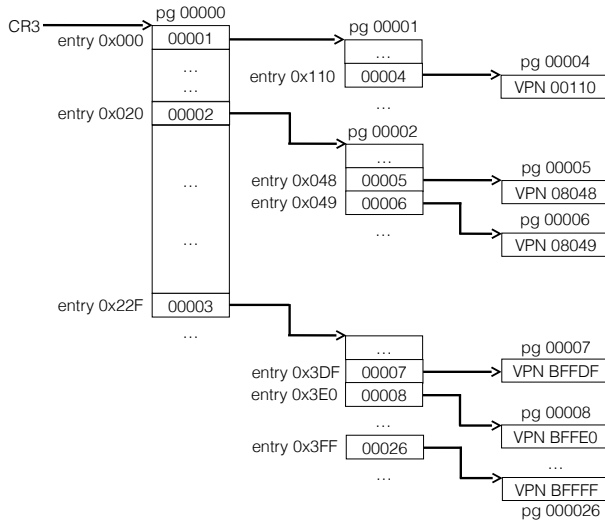 pg 00000
CR3
entry 0x000
00001
...
...
entry 0x020
00002
...
...
entry 0x22F
00003
...
pg 00001
...
entry 0x110
00004
...
pg 00004
VPN 00110
pg 00002
...
entry 0x048
00005
entry 0x049
00006
...
pg 00005
VPN 08048
pg 00006
VPN 08049
...
entry 0x3DF
00007
entry 0x3E0
00008
...
entry 0x3FF
00026
...
pg 00007
VPN BFFDF
pg 00008
VPN BFFE0
...
VPN BFFFF
pg 000026